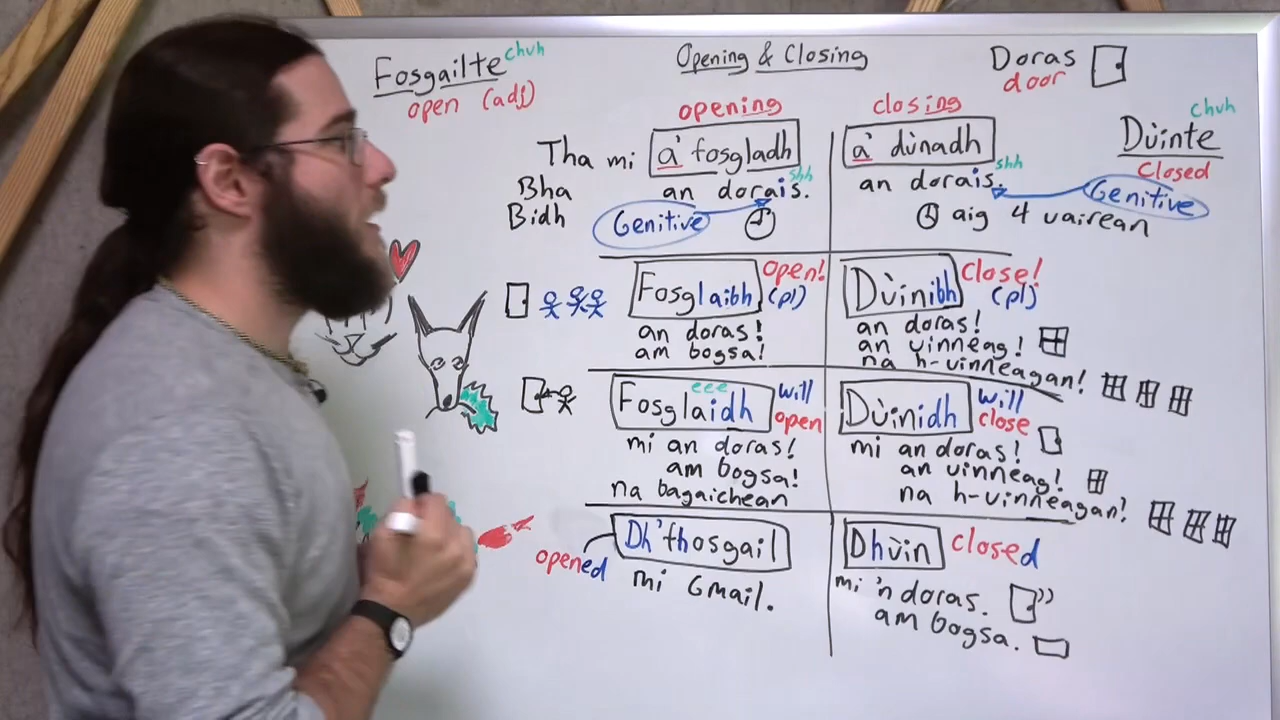 Opening & Closing
Fosgailte chuh
open (adj)
Doras
door
opening
Tha mi a' fosgladh
Bha an dorais. shh
Bidh Genitive
closing
a' dùnadh
an dorais. shh
Genitive
aig 4 uairean
chuh
Dùinte
Closed
Fosglaibh open! (pl)
an doras!
am bogsa!
Dùinibh close! (pl)
an doras!
an uinneag!
na h-uinneagan!
eee
Fosglaidh will open
mi an doras!
am bogsa!
na bagaichean
Dùinidh will close
mi an doras!
an uinneag!
na h-uinneagan!
opened Dh'fhosgail
mi Gmail.
Dhùin closed
mi 'n doras.
am bogsa.